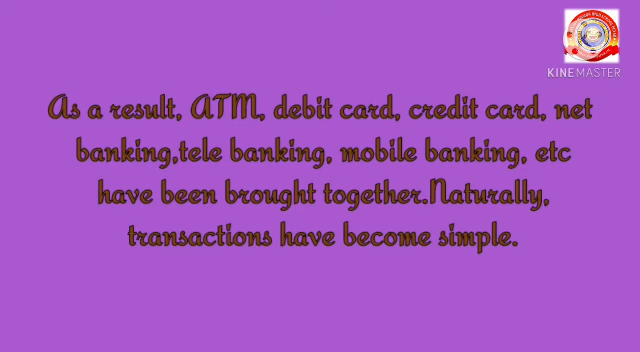 KINEMASTER
As a result, ATM, debit card, credit card, net
banking,tele banking, mobile banking, etc
have been brought together.Naturally,
transactions have become simple.